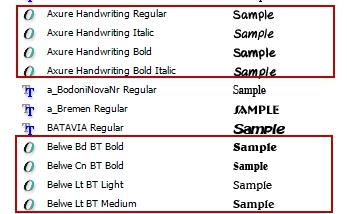 Axure Handwriting Regular Sample
Axure Handwriting Italic Sample
Axure Handwriting Bold Sample
Axure Handwriting Bold Italic Sample
a_BodoniNovaNr Regular Sample
a_Bremen Regular SAMPLE
BATAVIA Regular Sample
Belwe Bd BT Bold Sample
Belwe Cn BT Bold Sample
Belwe Lt BT Light Sample
Belwe Lt BT Medium Sample